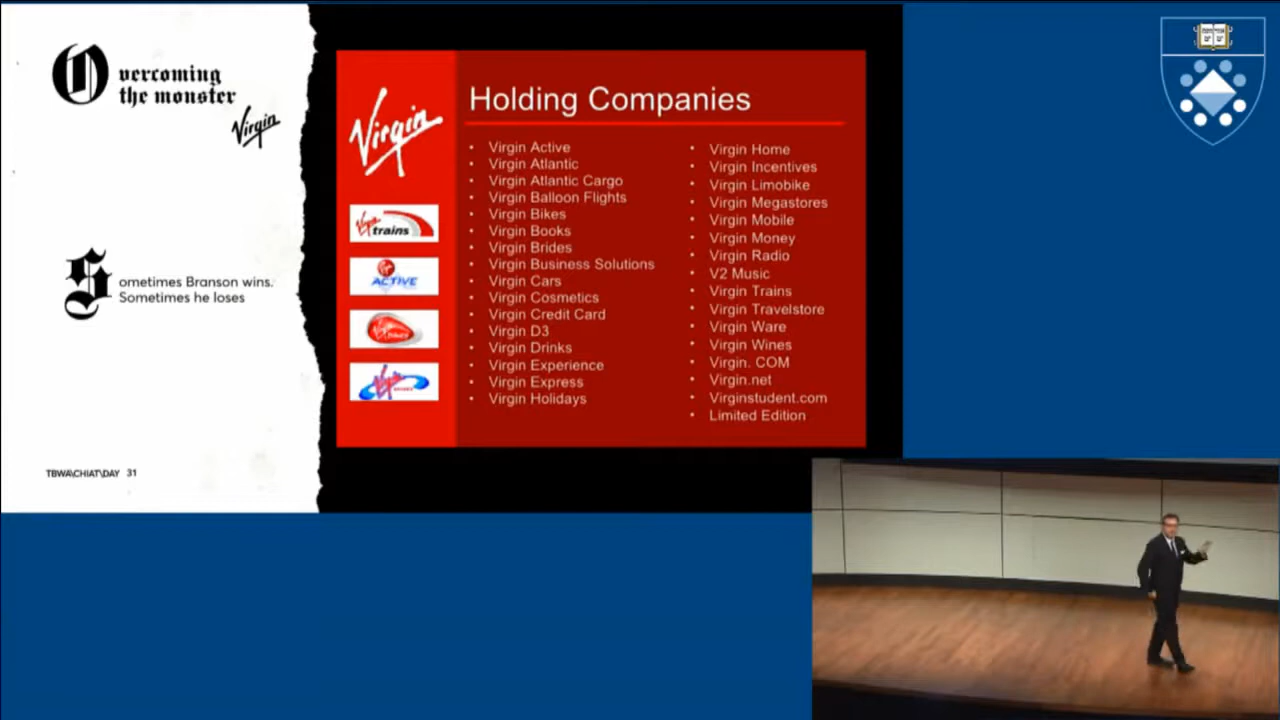 Overcoming
the monster
Virgin
Sometimes Branson wins.
Sometimes he loses
TBWA\CHIAT\DAY 31
Virgin
Virgin
trains
ACTIVE
Holding Companies
• Virgin Active
• Virgin Atlantic
• Virgin Atlantic Cargo
• Virgin Balloon Flights
• Virgin Bikes
• Virgin Books
• Virgin Brides
• Virgin Business Solutions
• Virgin Cars
• Virgin Cosmetics
• Virgin Credit Card
• Virgin D3
• Virgin Drinks
• Virgin Experience
• Virgin Express
• Virgin Holidays
• Virgin Home
• Virgin Incentives
• Virgin Limobike
• Virgin Megastores
• Virgin Mobile
• Virgin Money
• Virgin Radio
• V2 Music
• Virgin Trains
• Virgin Travelstore
• Virgin Ware
• Virgin Wines
• Virgin. COM
• Virgin.net
• Virginstudent.com
• Limited Edition